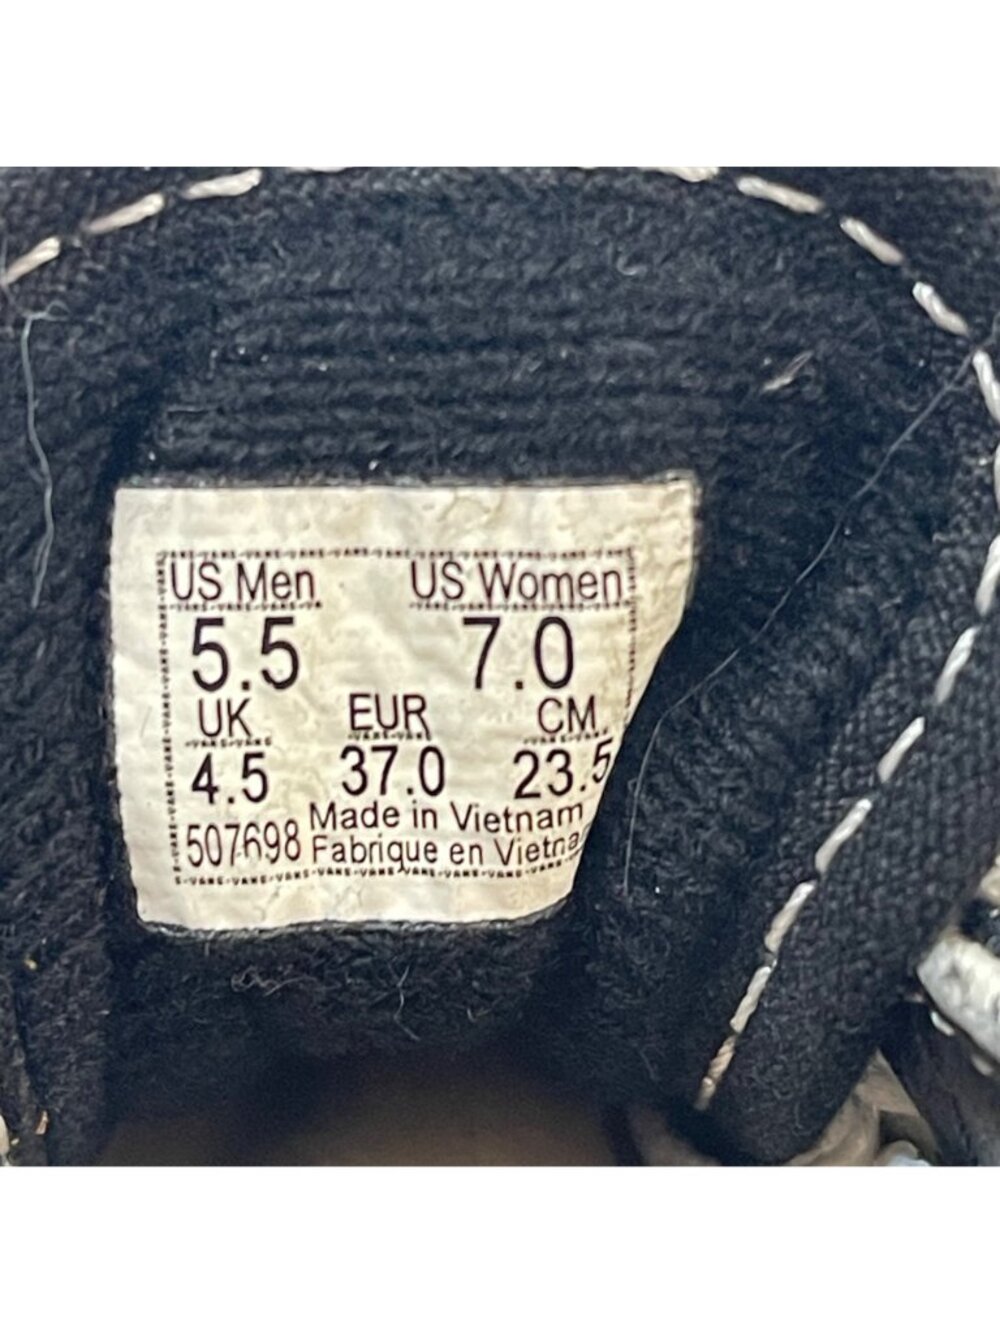 US Men US Women
5.5 7.0
UK EUR CM
4.5 37.0 23.5
Made in Vietnam
507698 Fabrique en Vietna